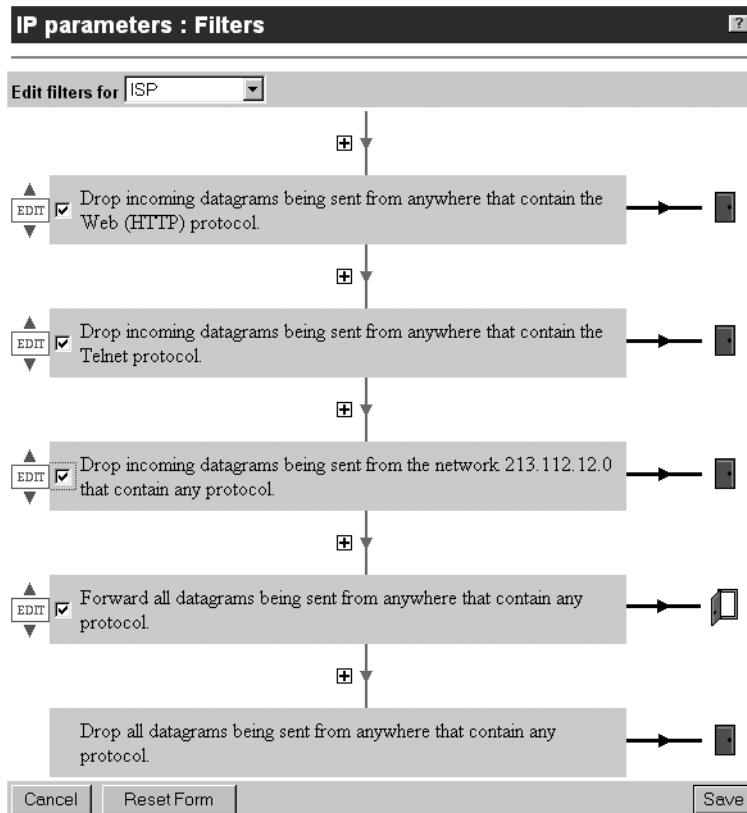 IP parameters : Filters
?
Edit filters for ISP
EDIT
Drop incoming datagrams being sent from anywhere that contain the
Web (HTTP) protocol.
EDIT
Drop incoming datagrams being sent from anywhere that contain the
Telnet protocol.
EDIT
Drop incoming datagrams being sent from the network 213.112.12.0
that contain any protocol.
EDIT
Forward all datagrams being sent from anywhere that contain any
protocol.
Drop all datagrams being sent from anywhere that contain any
protocol.
Cancel Reset Form Save